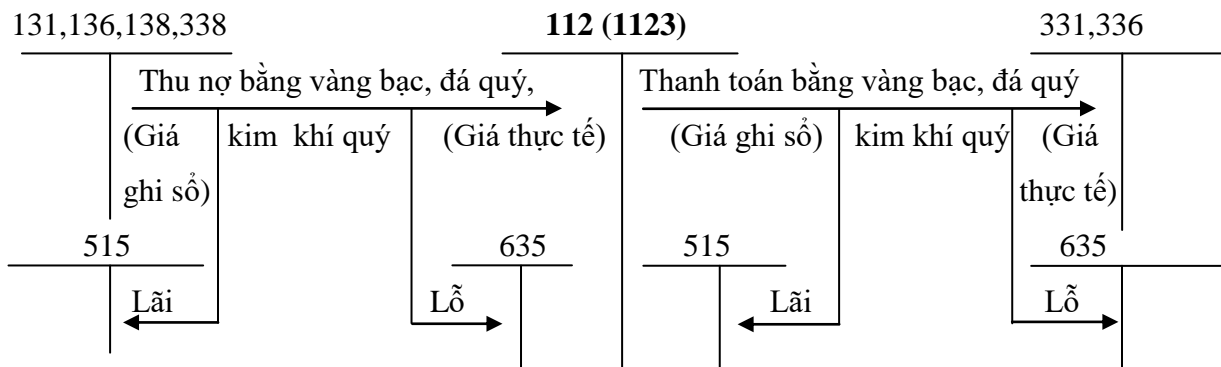 131,136,138,338 112 (1123) 331,336
Thu nợ bằng vàng bạc, đá quý, Thanh toán bằng vàng bạc, đá quý
(Giá kim khí quý (Giá thực tế) (Giá ghi sổ) kim khí quý (Giá
ghi sổ) thực tế)
515 635 515 635
Lãi Lỗ Lãi Lỗ